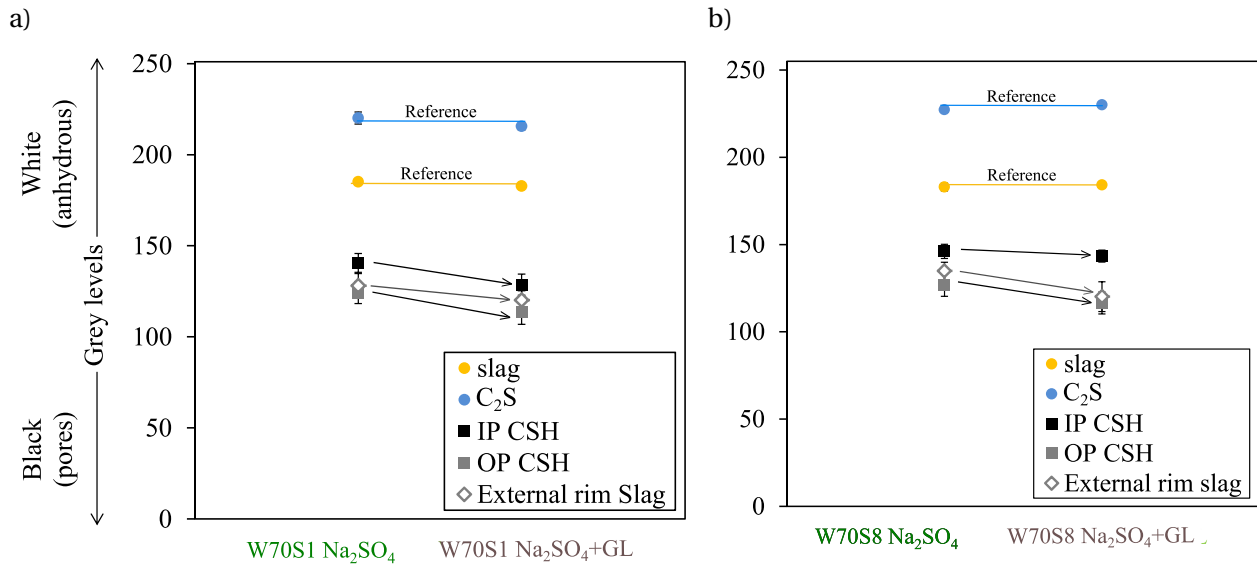 a)
White
(anhydrous)
Grey levels
Black
(pores)
250
200
150
100
50
0
Reference
Reference
slag
C₂S
IP CSH
OP CSH
External rim Slag
W70S1 Na₂SO₄
W70S1 Na₂SO₄+GL
b)
250
200
150
100
50
0
Reference
Reference
slag
C₂S
IP CSH
OP CSH
External rim slag
W70S8 Na₂SO₄
W70S8 Na₂SO₄+GL